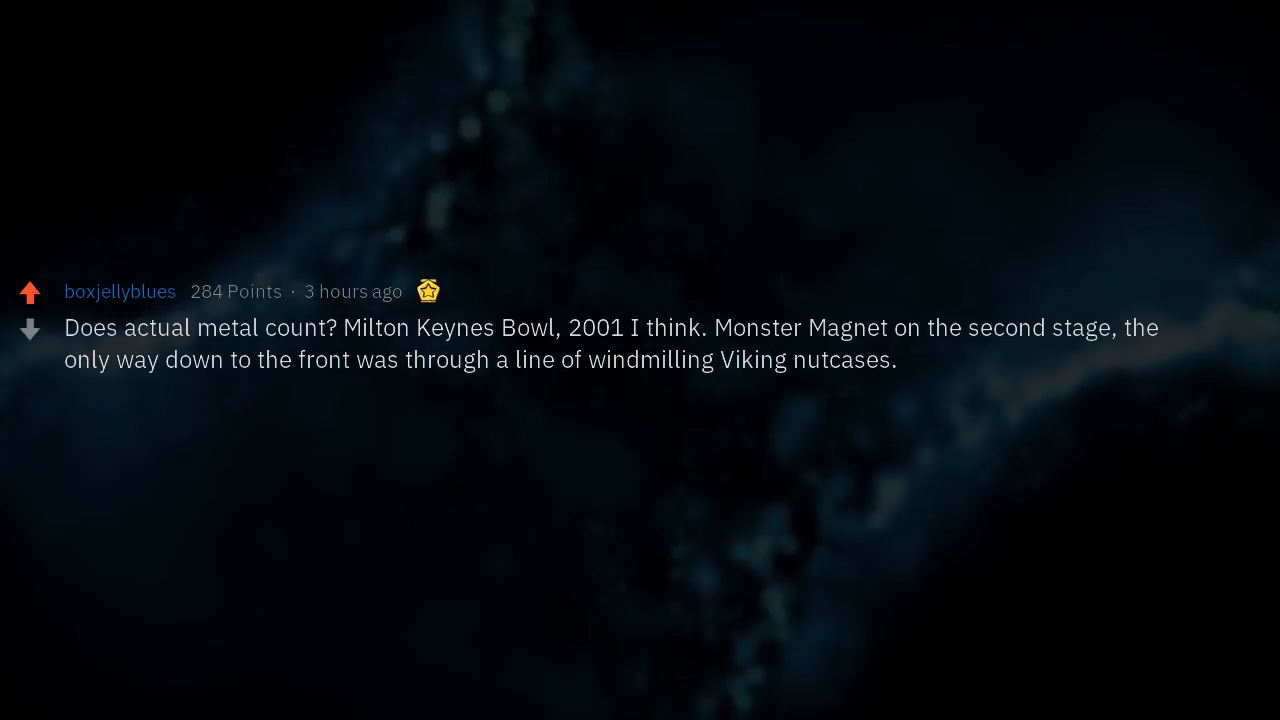 boxjellyblues 284 Points · 3 hours ago
Does actual metal count? Milton Keynes Bowl, 2001 I think. Monster Magnet on the second stage, the
only way down to the front was through a line of windmilling Viking nutcases.